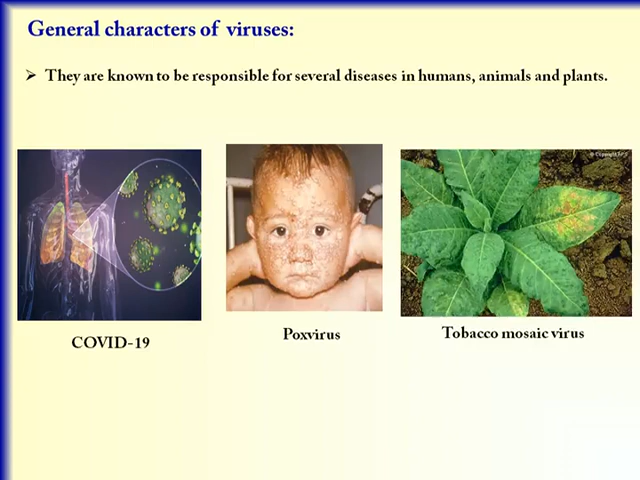 General characters of viruses:
➢ They are known to be responsible for several diseases in humans, animals and plants.
COVID-19
Poxvirus
Tobacco mosaic virus